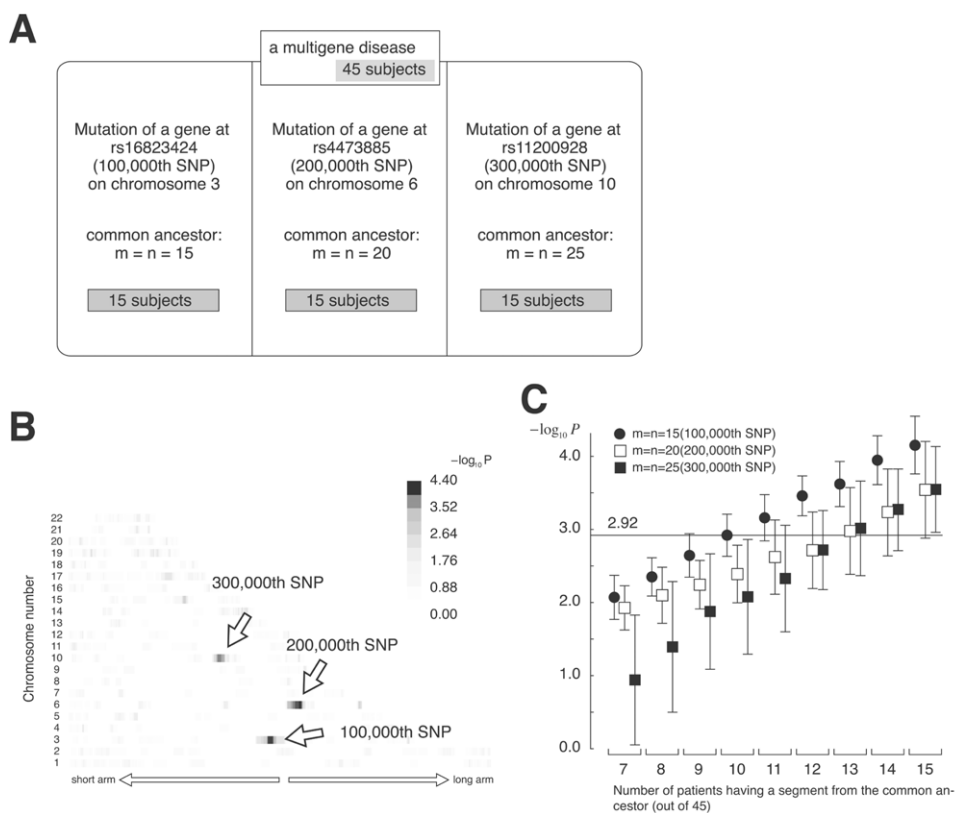 A
a multigene disease
45 subjects
Mutation of a gene at
rs16823424
(100,000th SNP)
on chromosome 3
common ancestor:
m = n = 15
15 subjects
Mutation of a gene at
rs4473885
(200,000th SNP)
on chromosome 6
common ancestor:
m = n = 20
15 subjects
Mutation of a gene at
rs11200928
(300,000th SNP)
on chromosome 10
common ancestor:
m = n = 25
15 subjects
B
−log₁₀ P
4.40
3.52
2.64
1.76
0.88
0.00
Chromosome number
22
21
20
19
18
17
16
15
14
13
12
11
10
9
8
7
6
5
4
3
2
1
300,000th SNP
200,000th SNP
100,000th SNP
short arm
long arm
C
−log₁₀ P
m=n=15(100,000th SNP)
m=n=20(200,000th SNP)
m=n=25(300,000th SNP)
4.0
3.0
2.0
1.0
0.0
2.92
7 8 9 10 11 12 13 14 15
Number of patients having a segment from the common an-
cestor (out of 45)